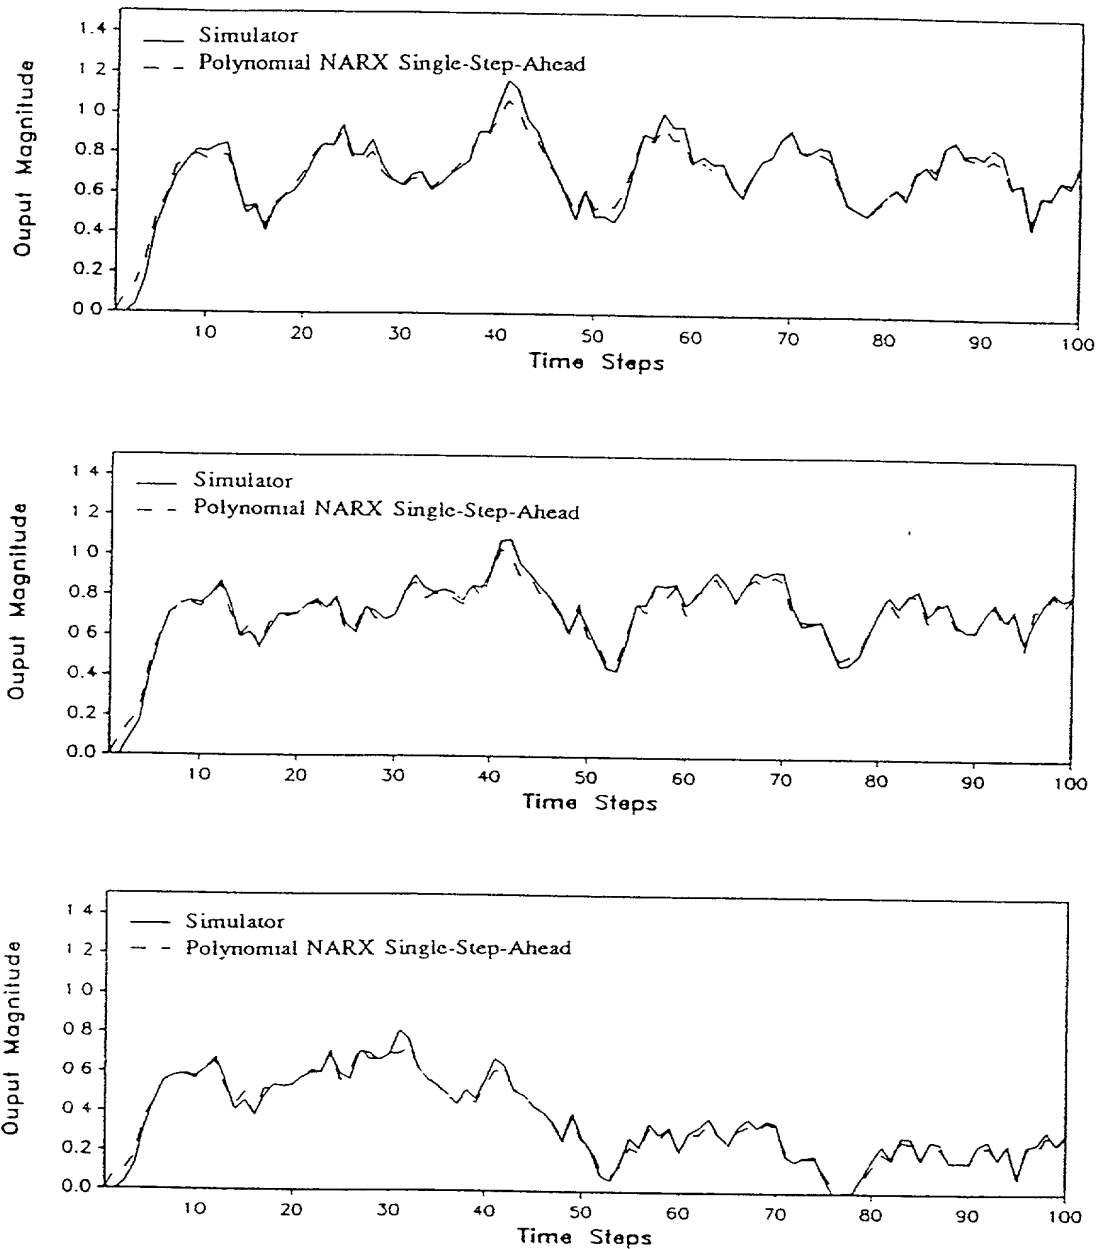 1 4
Simulator
1 2
Polynomial NARX Single-Step-Ahead
1 0
0.8
0.6
0.4
0.2
0 0
Ouput Magnitude
10 20 30 40 50 60 70 80 90 100
Time Steps
1 4
Simulator
1 2
Polynomial NARX Single-Step-Ahead
1 0
0.8
0.6
0.4
0.2
0.0
Ouput Magnitude
10 20 30 40 50 60 70 80 90 100
Time Steps
1 4
Simulator
1 2
Polynomial NARX Single-Step-Ahead
1 0
0 8
0 6
0 4
0.2
0.0
Ouput Magnitude
10 20 30 40 50 60 70 80 90 100
Time Steps